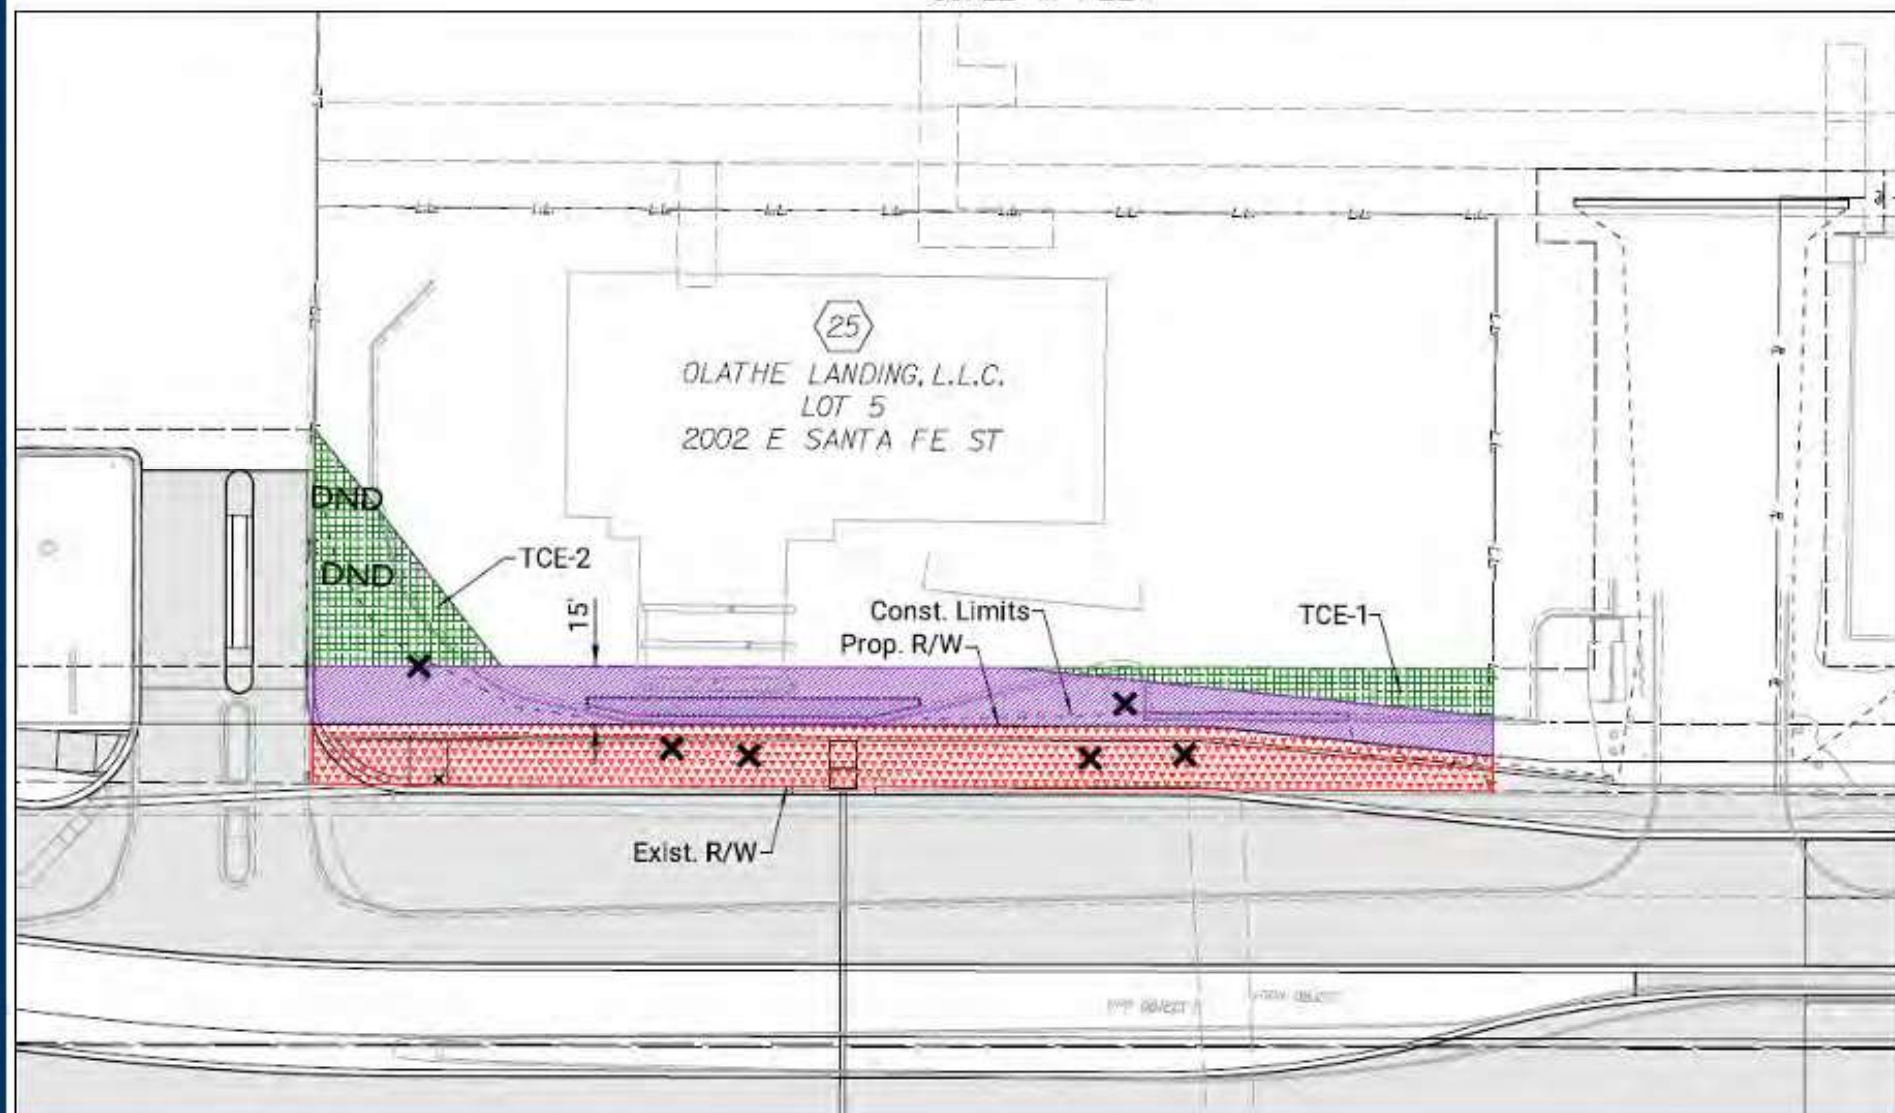 25
OLATHE LANDING, L.L.C.
LOT 5
2002 E SANTA FE ST
DND
DND
TCE-2
15'
Const. Limits
Prop. R/W
TCE-1
Exist. R/W